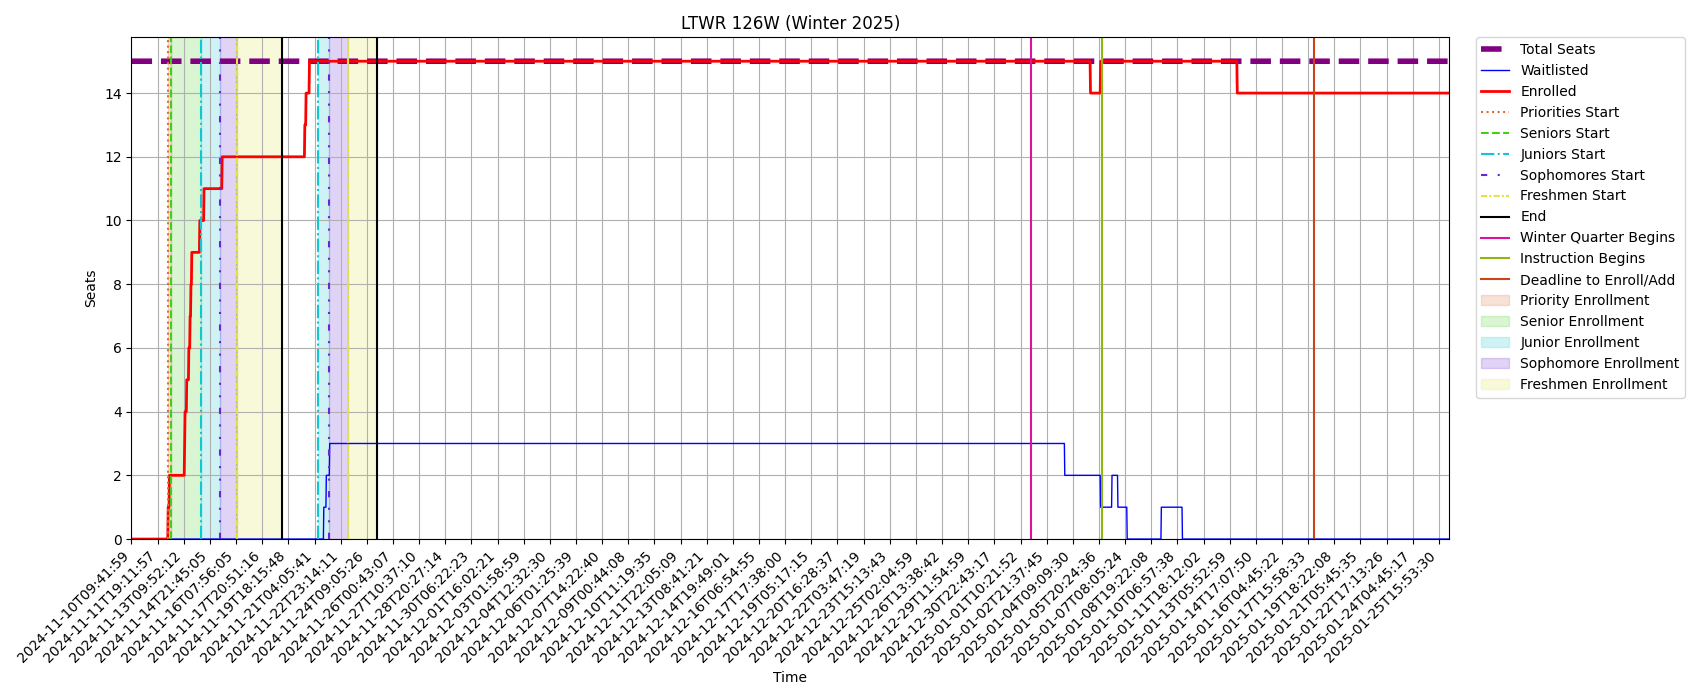 LTWR 126W (Winter 2025)
Seats
14
12
10
8
6
4
2
0
2024-11-10T09:41:59
2024-11-11T19:11:57
2024-11-13T09:52:12
2024-11-14T21:45:05
2024-11-16T07:56:05
2024-11-17T20:51:16
2024-11-19T18:15:48
2024-11-21T04:05:41
2024-11-22T23:14:11
2024-11-24T09:05:26
2024-11-26T00:43:07
2024-11-27T10:37:10
2024-11-28T20:27:14
2024-11-30T06:22:23
2024-12-01T16:02:21
2024-12-03T01:58:59
2024-12-04T12:32:30
2024-12-06T01:25:39
2024-12-07T14:22:40
2024-12-09T00:44:08
2024-12-10T11:19:35
2024-12-11T22:05:09
2024-12-13T08:41:21
2024-12-14T19:49:01
2024-12-16T06:54:55
2024-12-17T17:38:00
2024-12-19T05:17:15
2024-12-20T16:28:37
2024-12-22T03:47:19
2024-12-23T15:13:43
2024-12-25T02:04:59
2024-12-26T13:38:42
2024-12-29T11:54:59
2024-12-30T22:43:17
2025-01-01T10:21:52
2025-01-02T21:37:45
2025-01-04T09:09:30
2025-01-05T20:24:36
2025-01-07T08:05:24
2025-01-08T19:22:08
2025-01-10T06:57:38
2025-01-11T18:12:02
2025-01-13T05:52:59
2025-01-14T17:07:50
2025-01-16T04:45:22
2025-01-17T15:58:33
2025-01-19T18:22:08
2025-01-21T05:45:35
2025-01-22T17:13:26
2025-01-24T04:45:17
2025-01-25T15:53:30
Time
Total Seats
Waitlisted
Enrolled
Priorities Start
Seniors Start
Juniors Start
Sophomores Start
Freshmen Start
End
Winter Quarter Begins
Instruction Begins
Deadline to Enroll/Add
Priority Enrollment
Senior Enrollment
Junior Enrollment
Sophomore Enrollment
Freshmen Enrollment